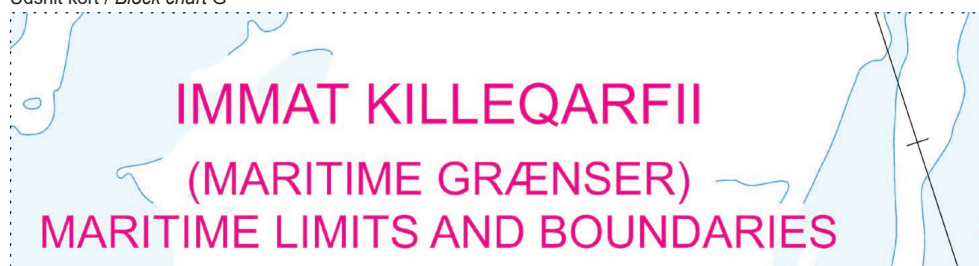 Udsnit kort / Block chart G
IMMAT KILLEQARFII
(MARITIME GRÆNSER)
MARITIME LIMITS AND BOUNDARIES